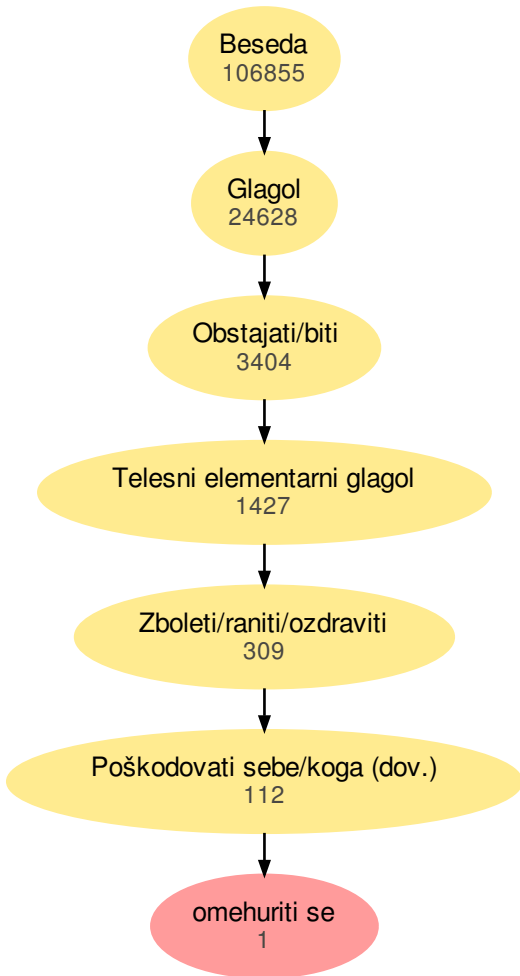 Beseda
106855
Glagol
24628
Obstajati/biti
3404
Telesni elementarni glagol
1427
Zboleti/raniti/ozdraviti
309
Poškodovati sebe/koga (dov.)
112
omehuriti se
1